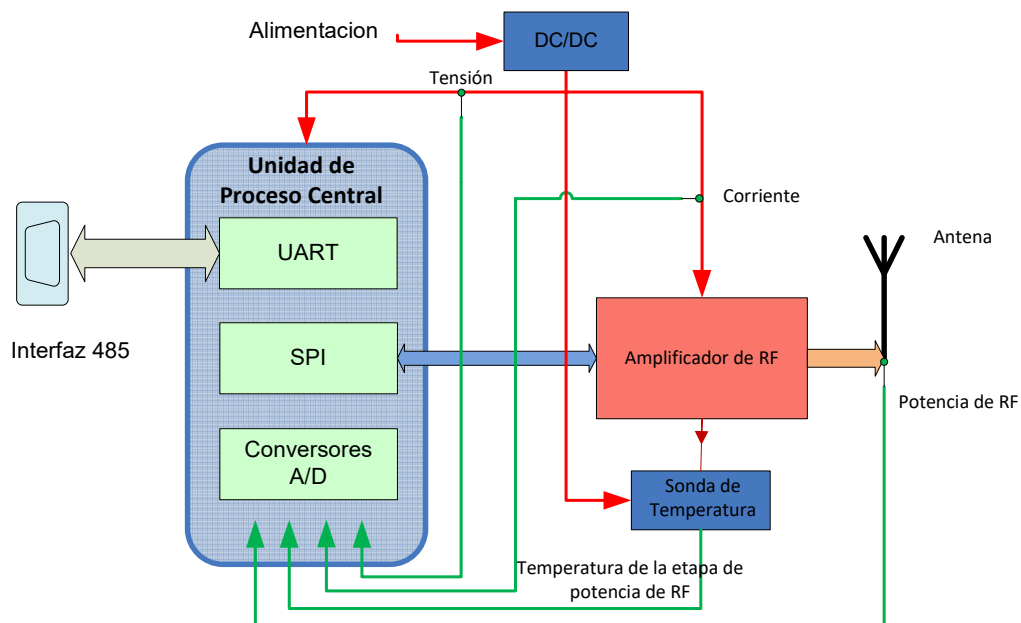 Alimentacion
DC/DC
Tensión
Unidad de
Proceso Central
Corriente
UART
Antena
Interfaz 485
SPI
Amplificador de RF
Potencia de RF
Conversores
A/D
Sonda de
Temperatura
Temperatura de la etapa de
potencia de RF